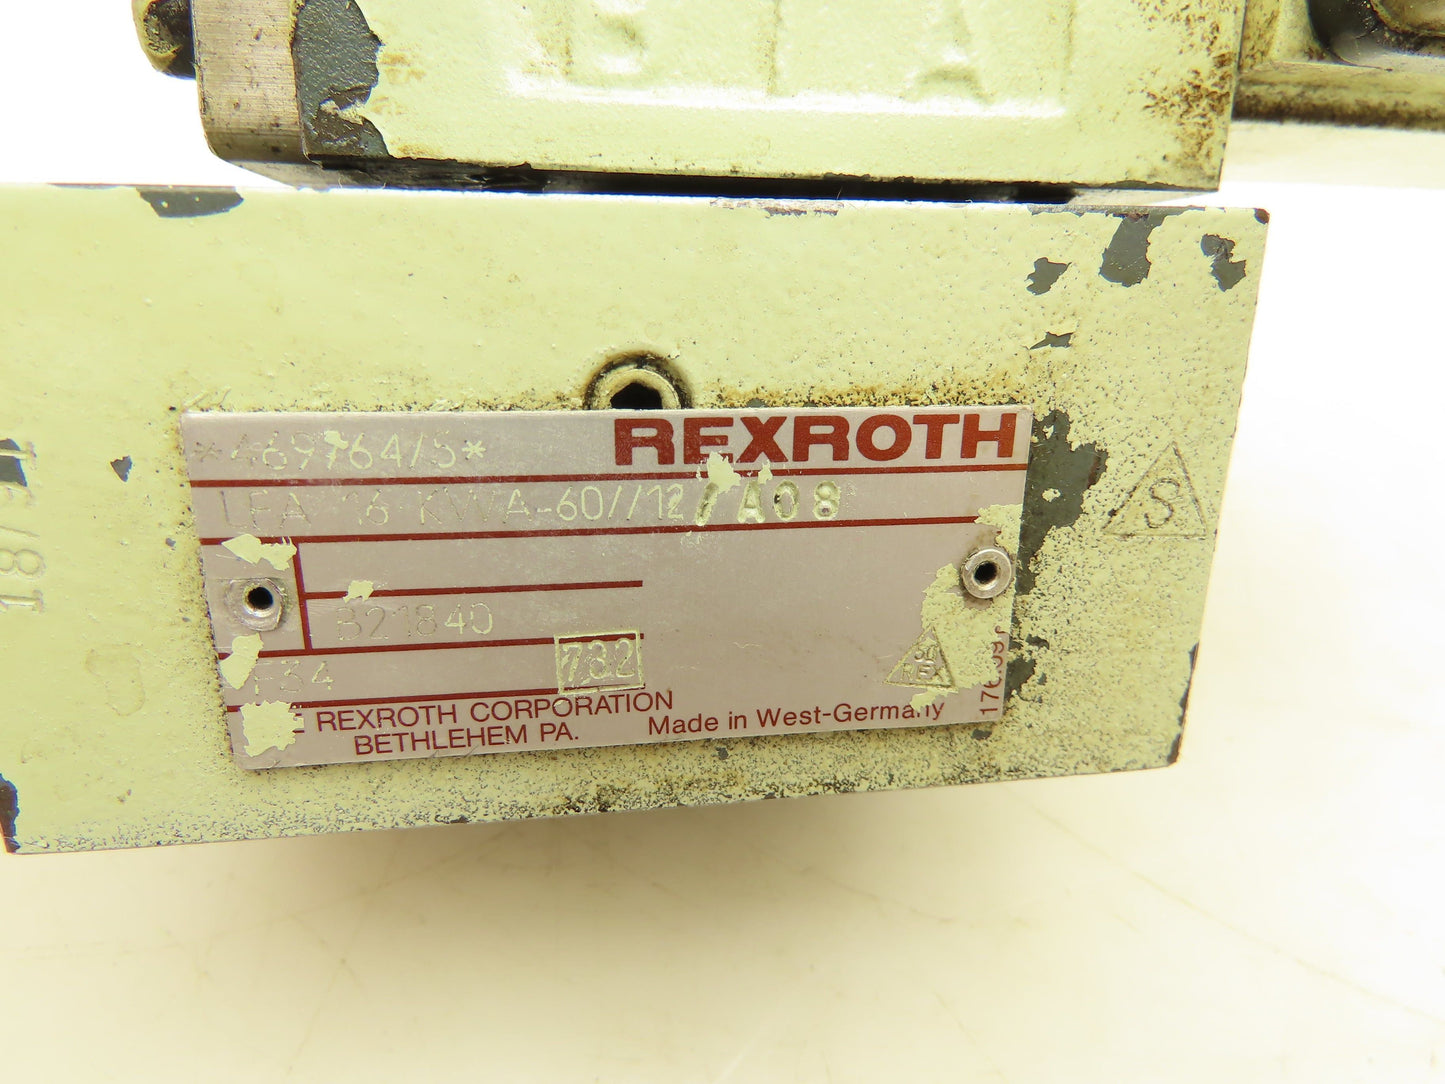 B A
*469764/5* REXROTH
LFA 16 KWA-60//12/A08
B21840
F34 732
REXROTH CORPORATION
BETHLEHEM PA. Made in West-Germany
S